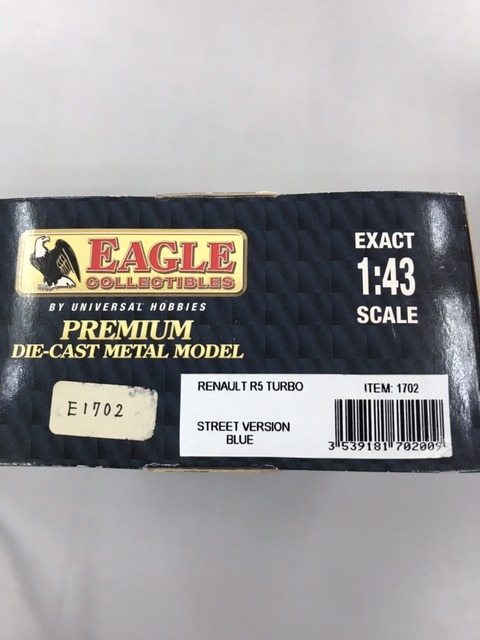 EAGLE
COLLECTIBLES
BY UNIVERSAL HOBBIES
PREMIUM
DIE-CAST METAL MODEL
EXACT
1:43
SCALE
E1702
RENAULT R5 TURBO
ITEM: 1702
STREET VERSION
BLUE
3 539181 702009